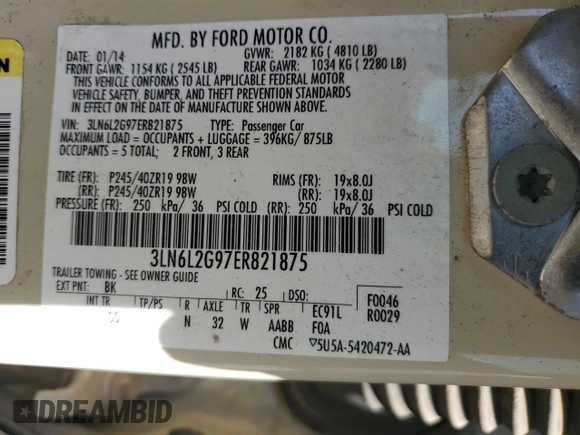 MFD. BY FORD MOTOR CO.
DATE: 01/14 GVWR: 2182 KG ( 4810 LB)
FRONT GAWR: 1154 KG ( 2545 LB) REAR GAWR: 1034 KG ( 2280 LB)
THIS VEHICLE CONFORMS TO ALL APPLICABLE FEDERAL MOTOR
VEHICLE SAFETY, BUMPER, AND THEFT PREVENTION STANDARDS
IN EFFECT ON THE DATE OF MANUFACTURE SHOWN ABOVE.
VIN: 3LN6L2G97ER821875 TYPE: Passenger Car
MAXIMUM LOAD = OCCUPANTS + LUGGAGE = 396KG/ 875LB
OCCUPANTS = 5 TOTAL; 2 FRONT, 3 REAR
TIRE (FR): P245/40ZR19 98W RIMS (FR): 19x8.0J
(RR): P245/40ZR19 98W (RR): 19x8.0J
PRESSURE (FR): 250 kPa/ 36 PSI COLD (RR): 250 kPa/ 36 PSI COLD
3LN6L2G97ER821875
TRAILER TOWING - SEE OWNER GUIDE
EXT PNT: BK RC: 25 DSO: F0046
INT TR TP/PS R AXLE TR SPR EC91L R0029
N 32 W AABB F0A
CMC ▽5U5A-5420472-AA
DREAMBID